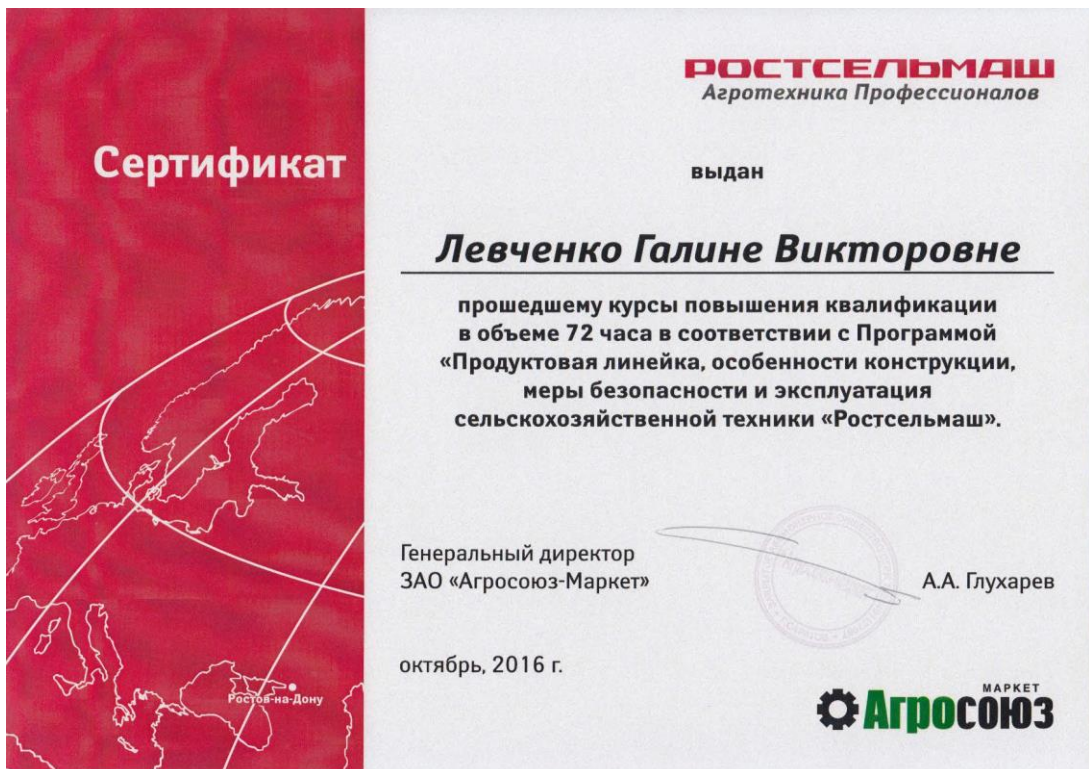 Сертификат
РОСТСЕЛЬМАШ
Агротехника Профессионалов
выдан
Левченко Галине Викторовне
прошедшему курсы повышения квалификации
в объеме 72 часа в соответствии с Программой
«Продуктовая линейка, особенности конструкции,
меры безопасности и эксплуатация
сельскохозяйственной техники «Ростсельмаш».
Генеральный директор
ЗАО «Агросоюз-Маркет»
А.А. Глухарев
октябрь, 2016 г.
Ростов-на-Дону
МАРКЕТ
Агросоюз